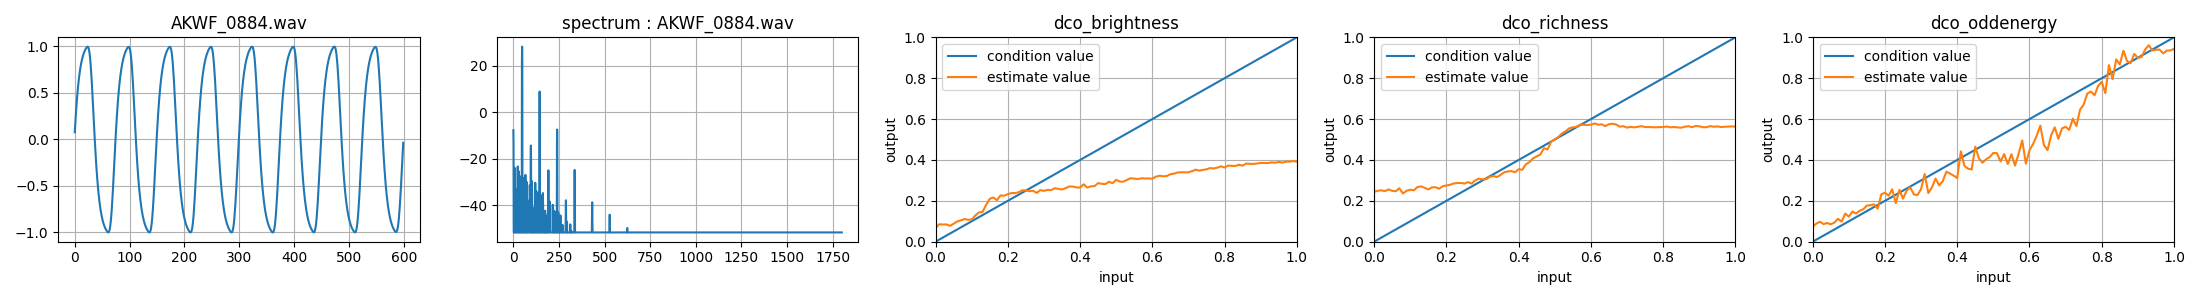 AKWF_0884.wav
1.0
0.5
0.0
−0.5
−1.0
0 100 200 300 400 500 600
spectrum : AKWF_0884.wav
20
0
−20
−40
0 250 500 750 1000 1250 1500 1750
dco_brightness
condition value
estimate value
output
1.0
0.8
0.6
0.4
0.2
0.0
0.0 0.2 0.4 0.6 0.8 1.0
input
dco_richness
condition value
estimate value
output
1.0
0.8
0.6
0.4
0.2
0.0
0.0 0.2 0.4 0.6 0.8 1.0
input
dco_oddenergy
condition value
estimate value
output
1.0
0.8
0.6
0.4
0.2
0.0
0.0 0.2 0.4 0.6 0.8 1.0
input